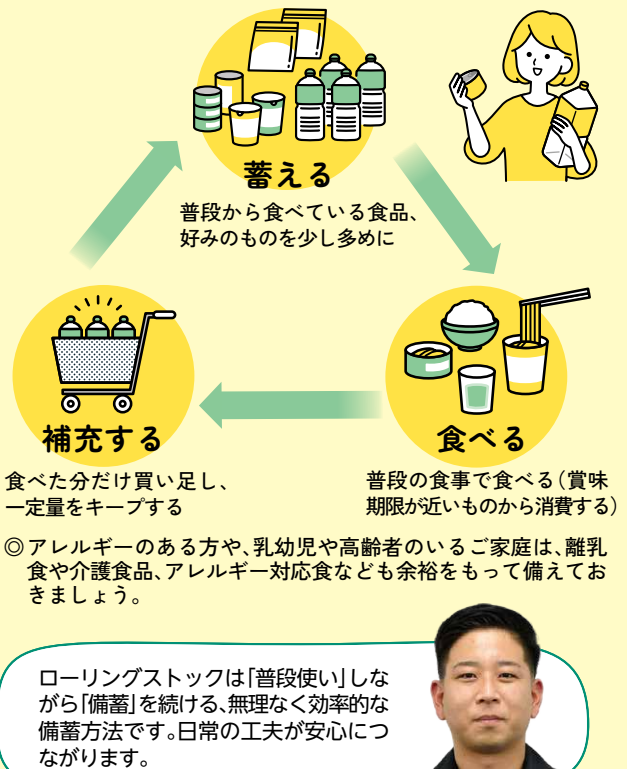 蓄える
普段から食べている食品、
好みのものを少し多めに
食べる
普段の食事で食べる(賞味
期限が近いものから消費する)
補充する
食べた分だけ買い足し、
一定量をキープする
◎アレルギーのある方や、乳幼児や高齢者のいるご家庭は、離乳
食や介護食品、アレルギー対応食なども余裕をもって備えてお
きましょう。
ローリングストックは「普段使い」しな
がら「備蓄」を続ける、無理なく効率的な
備蓄方法です。日常の工夫が安心につ
ながります。